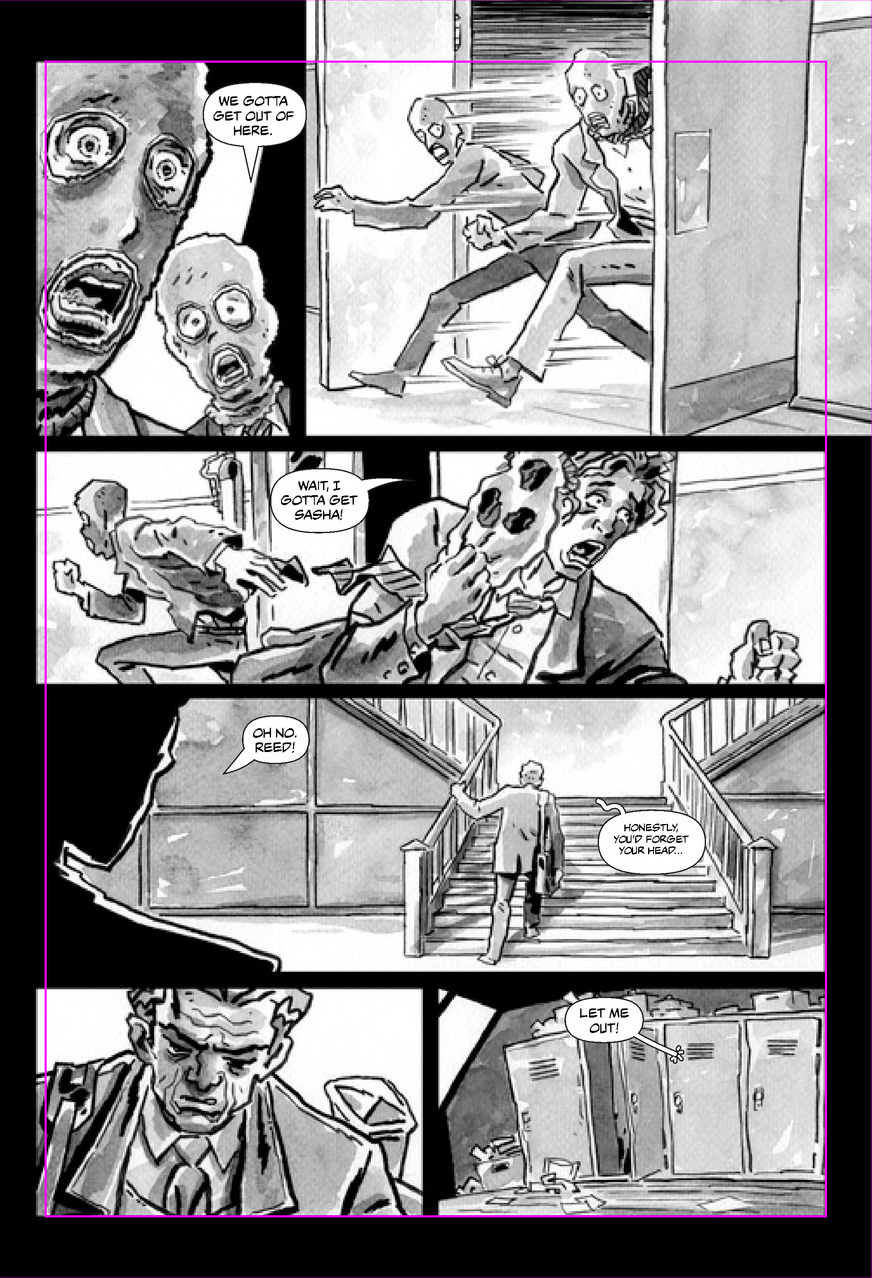 WE GOTTA
GET OUT OF
HERE.
WAIT, I
GOTTA GET
SASHA!
OH NO.
REED!
HONESTLY,
YOU'D FORGET
YOUR HEAD...
LET ME
OUT!